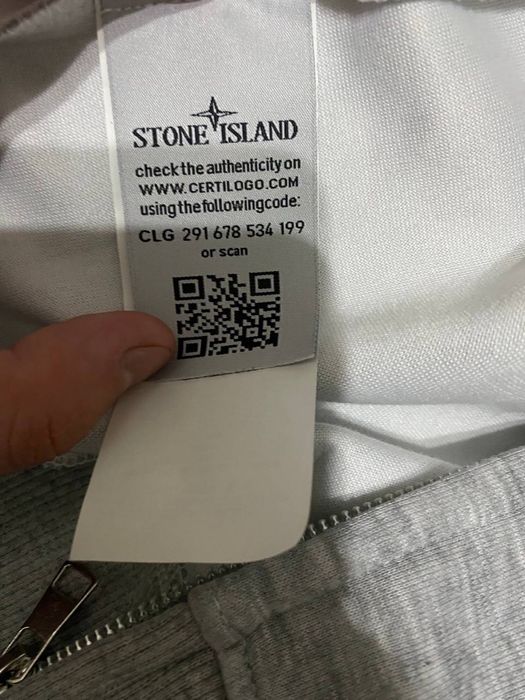 STONE ISLAND
check the authenticity on
WWW.CERTILOGO.COM
using the following code:
CLG 291 678 534 199
or scan